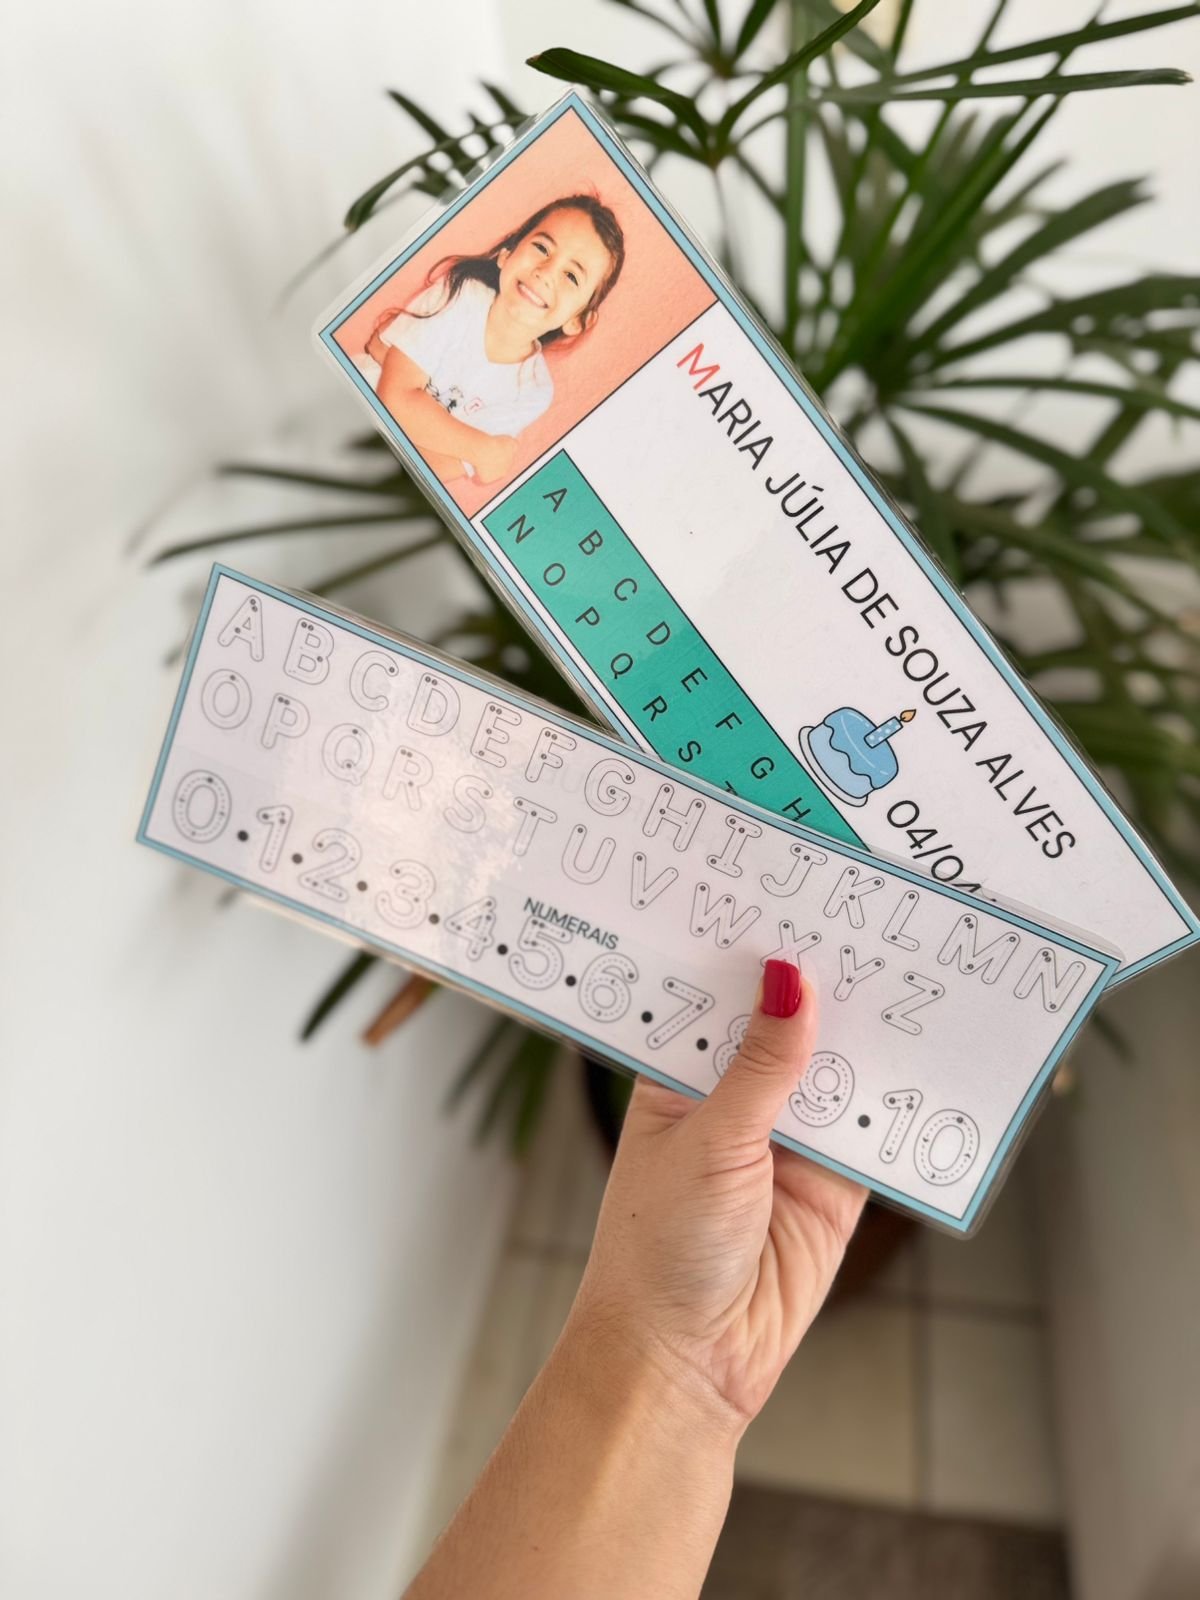 MARIA JÚLIA DE SOUZA ALVES
04/04
A B C D E F G H
N O P Q R S T
A B C D E F G H I J K L M N
O P Q R S T U V W X Y Z
NUMERAIS
0.1.2.3.4.5.6.7.8.9.10